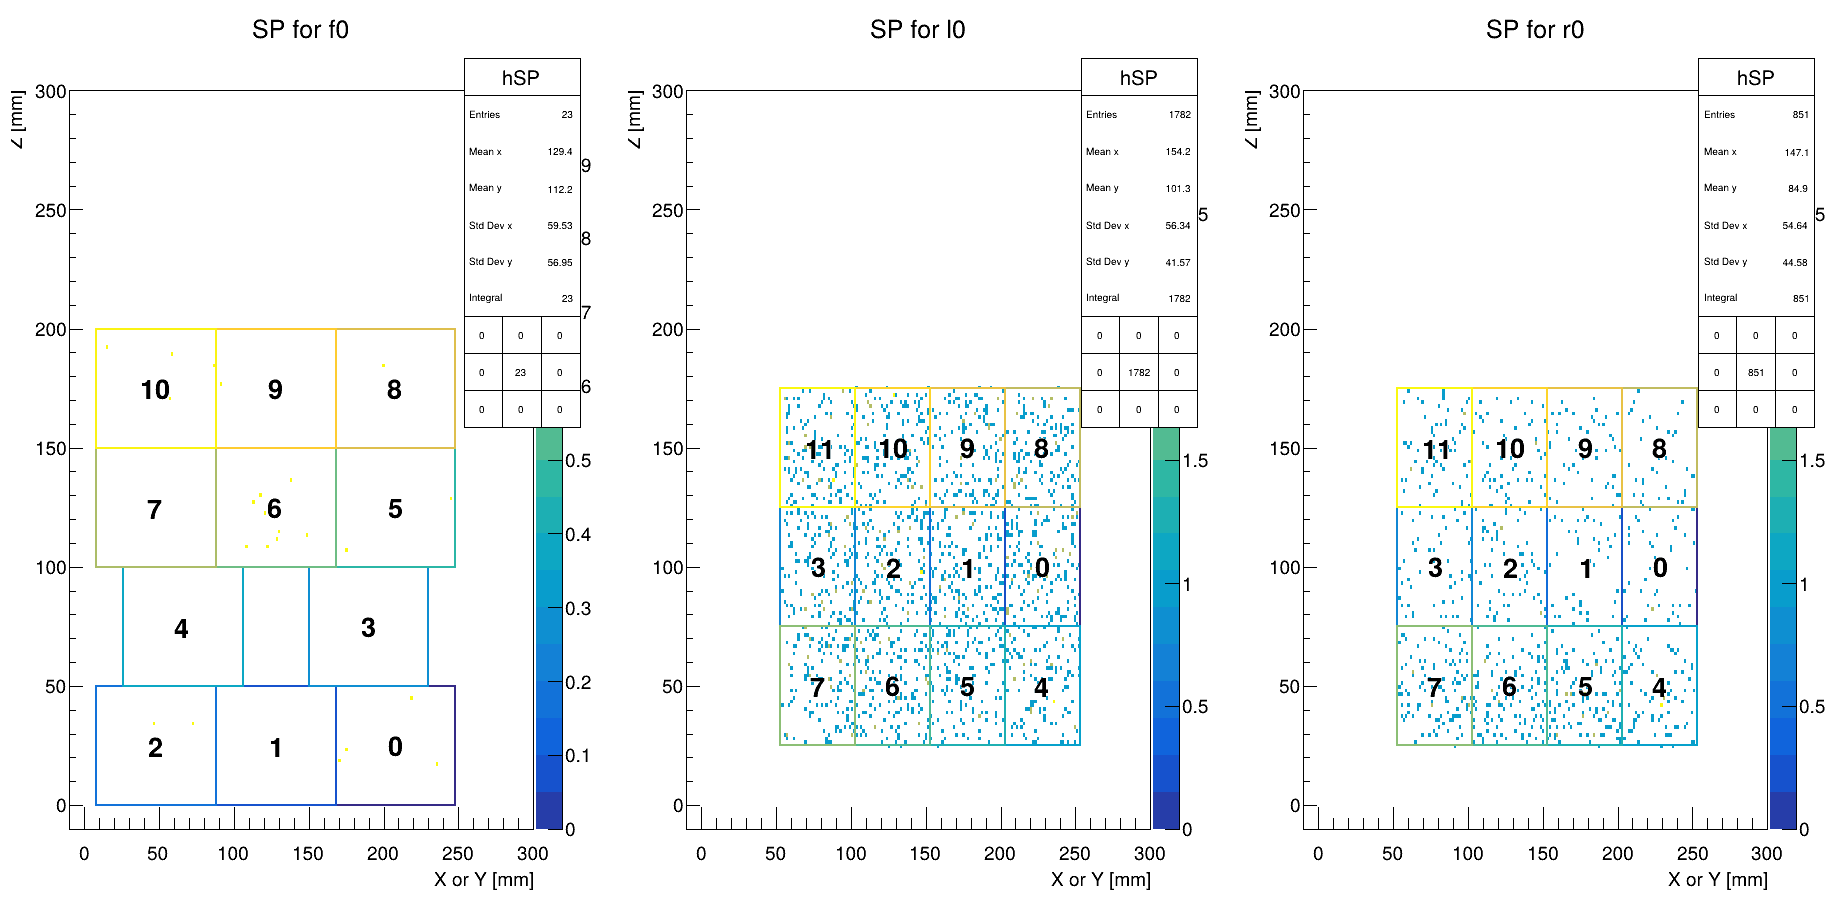 SP for f0
hSP
Entries 23
Mean x 129.4
Mean y 112.2
Std Dev x 59.53
Std Dev y 56.95
Integral 23
0 0 0
0 23 0
0 0 0
Z [mm]
300
250
200
150
100
50
0
10 9 8
7 6 5
4 3
2 1 0
9
8
7
6
0.5
0.4
0.3
0.2
0.1
0
0 50 100 150 200 250 300
X or Y [mm]
SP for l0
hSP
Entries 1782
Mean x 154.2
Mean y 101.3
Std Dev x 56.34
Std Dev y 41.57
Integral 1782
0 0 0
0 1782 0
0 0 0
Z [mm]
300
250
200
150
100
50
0
11 10 9 8
3 2 1 0
7 6 5 4
5
1.5
1
0.5
0
0 50 100 150 200 250 300
X or Y [mm]
SP for r0
hSP
Entries 851
Mean x 147.1
Mean y 84.9
Std Dev x 54.64
Std Dev y 44.58
Integral 851
0 0 0
0 851 0
0 0 0
Z [mm]
300
250
200
150
100
50
0
11 10 9 8
3 2 1 0
7 6 5 4
5
1.5
1
0.5
0
0 50 100 150 200 250 300
X or Y [mm]